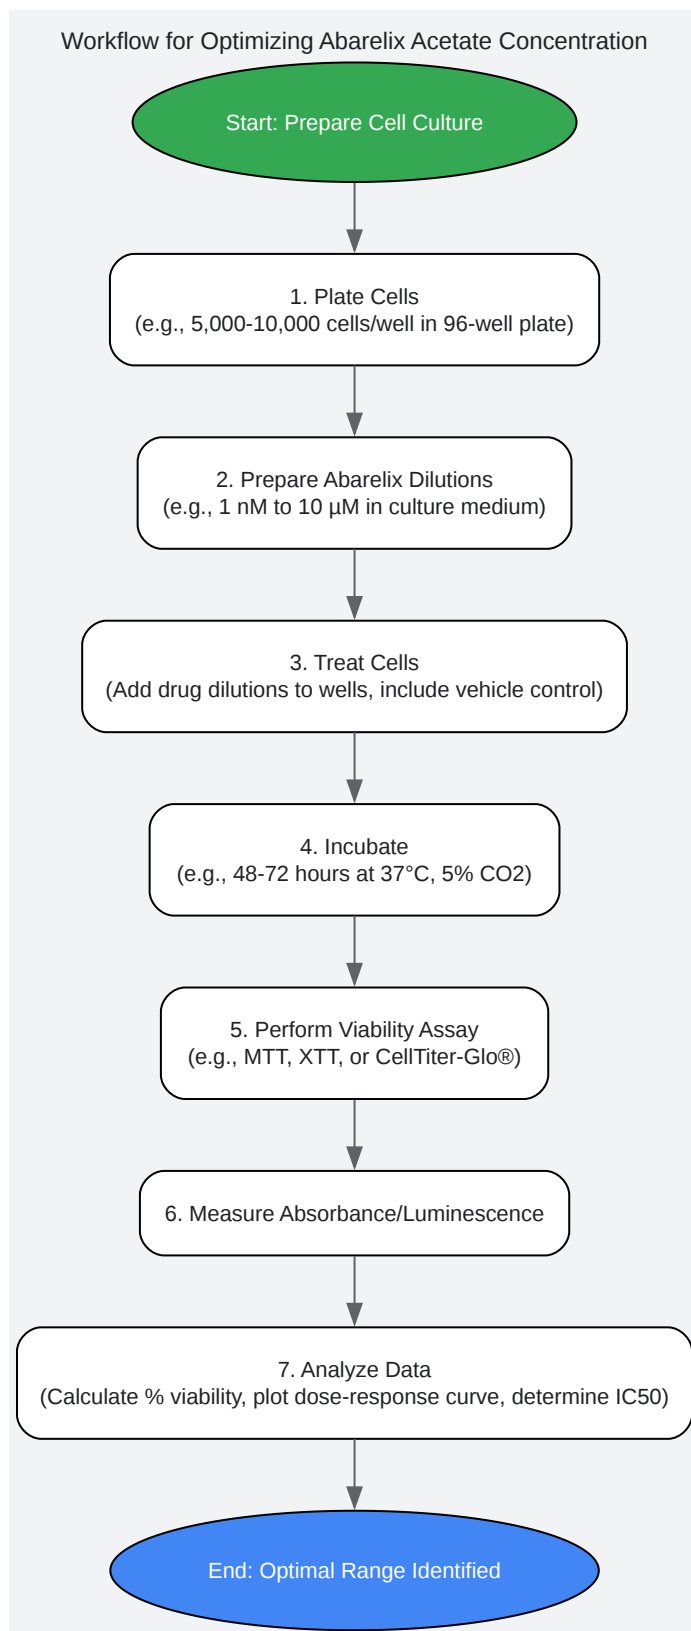 Workflow for Optimizing Abarelix Acetate Concentration
Start: Prepare Cell Culture
1. Plate Cells
(e.g., 5,000-10,000 cells/well in 96-well plate)
2. Prepare Abarelix Dilutions
(e.g., 1 nM to 10 µM in culture medium)
3. Treat Cells
(Add drug dilutions to wells, include vehicle control)
4. Incubate
(e.g., 48-72 hours at 37°C, 5% CO2)
5. Perform Viability Assay
(e.g., MTT, XTT, or CellTiter-Glo®)
6. Measure Absorbance/Luminescence
7. Analyze Data
(Calculate % viability, plot dose-response curve, determine IC50)
End: Optimal Range Identified